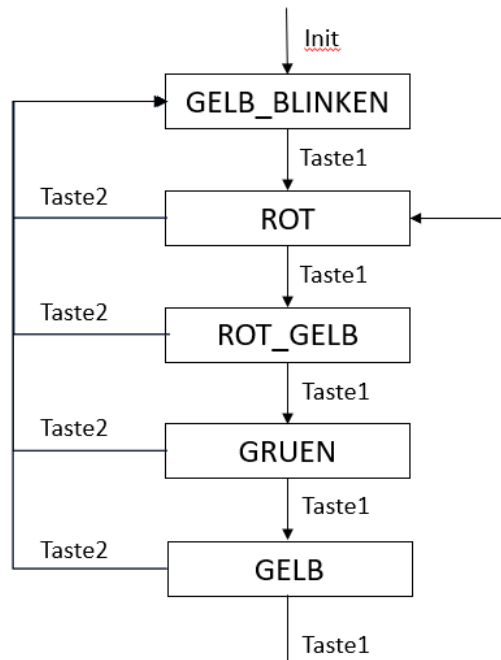 Init
GELB_BLINKEN
Taste1
Taste2
ROT
Taste1
Taste2
ROT_GELB
Taste1
Taste2
GRUEN
Taste1
Taste2
GELB
Taste1